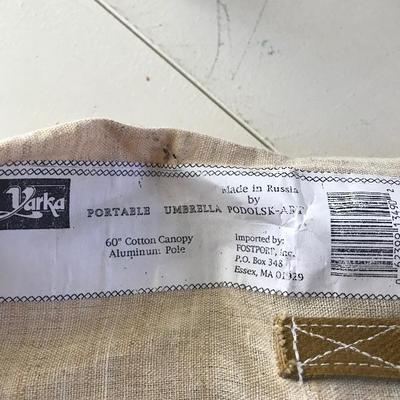 Yarka
Made in Russia
by
PORTABLE UMBRELLA PODOLSK-ART
60" Cotton Canopy
Aluminum Pole
Imported by:
FOSTPORT, Inc.
P.O. Box 348
Essex, MA 01929